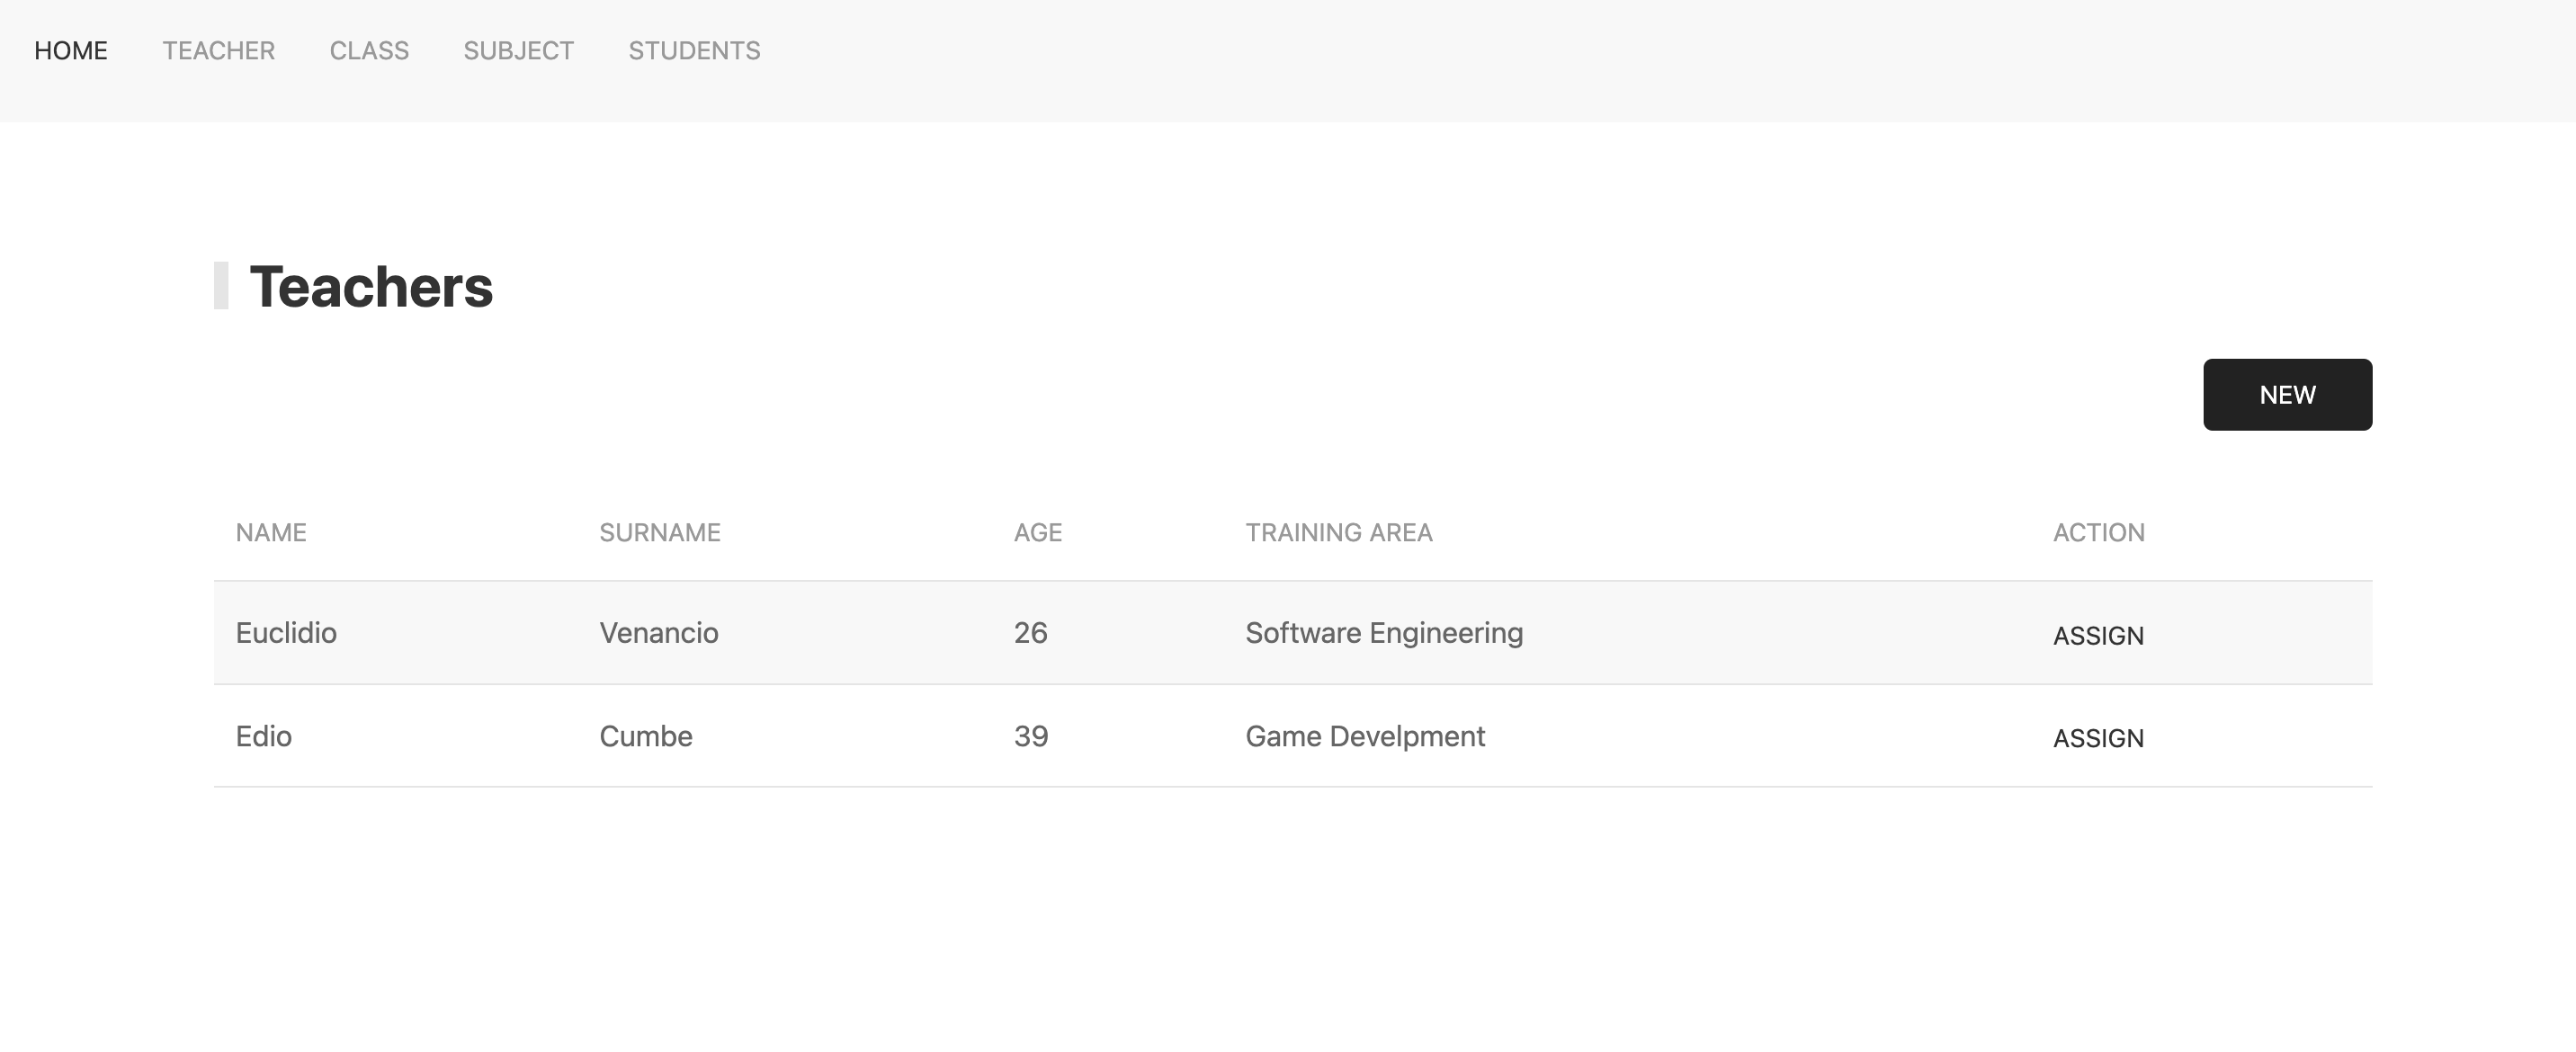 HOME TEACHER CLASS SUBJECT STUDENTS
Teachers
NEW
NAME SURNAME AGE TRAINING AREA ACTION
Euclidio Venancio 26 Software Engineering ASSIGN
Edio Cumbe 39 Game Develpment ASSIGN